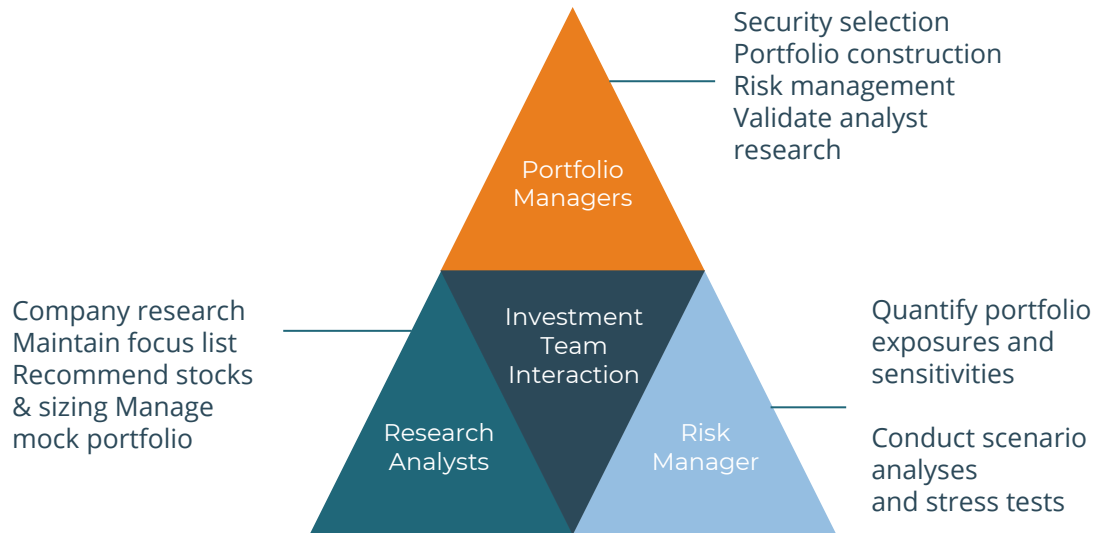 Security selection
Portfolio construction
Risk management
Validate analyst
research
Portfolio
Managers
Company research
Maintain focus list
Recommend stocks
& sizing Manage
mock portfolio
Investment
Team
Interaction
Quantify portfolio
exposures and
sensitivities
Research
Analysts
Risk
Manager
Conduct scenario
analyses
and stress tests